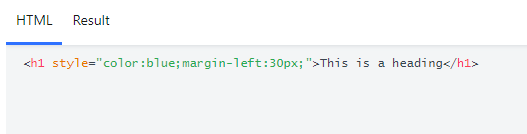 HTML Result
<h1 style="color:blue;margin-left:30px;">This is a heading</h1>